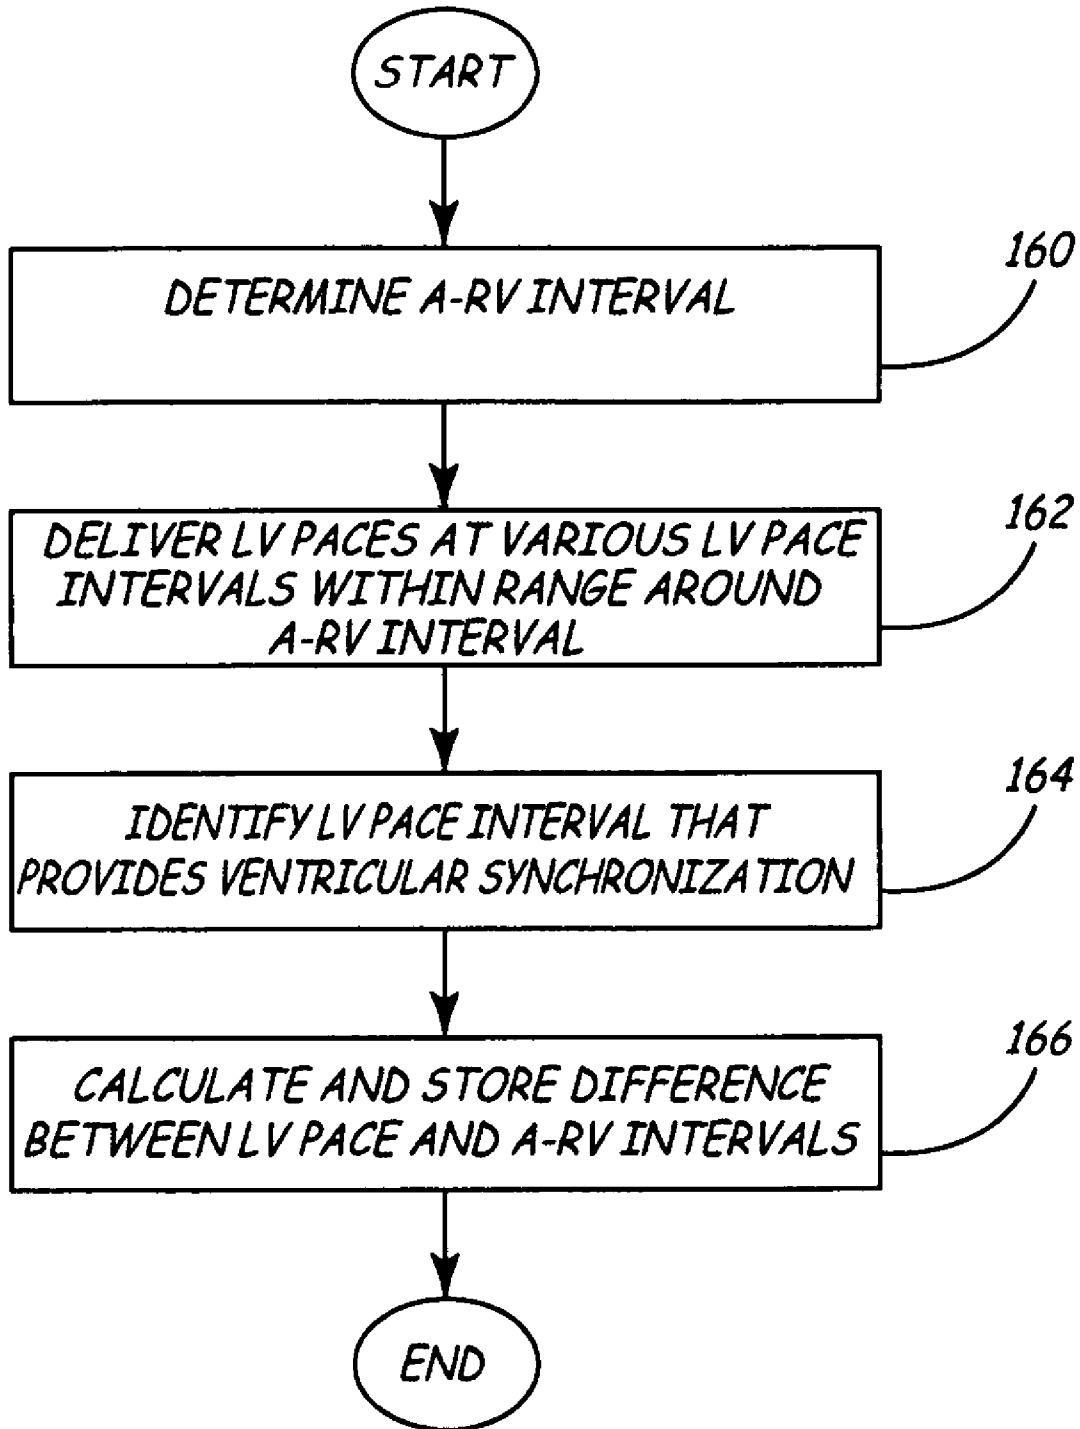 START
160
DETERMINE A-RV INTERVAL
162
DELIVER LV PACES AT VARIOUS LV PACE
INTERVALS WITHIN RANGE AROUND
A-RV INTERVAL
164
IDENTIFY LV PACE INTERVAL THAT
PROVIDES VENTRICULAR SYNCHRONIZATION
166
CALCULATE AND STORE DIFFERENCE
BETWEEN LV PACE AND A-RV INTERVALS
END